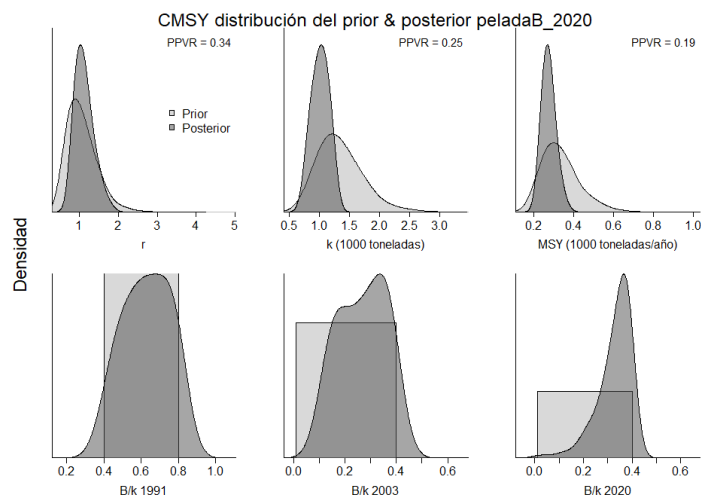 CMSY distribución del prior & posterior peladaB_2020
PPVR = 0.34
PPVR = 0.25
PPVR = 0.19
Prior
Posterior
Densidad
1 2 3 4 5
0.5 1.0 1.5 2.0 3.0
0.2 0.4 0.6 0.8 1.0
r
k (1000 toneladas)
MSY (1000 toneladas/año)
0.2 0.4 0.6 0.8 1.0
0.0 0.2 0.4 0.6
0.0 0.2 0.4 0.6
B/k 1991
B/k 2003
B/k 2020